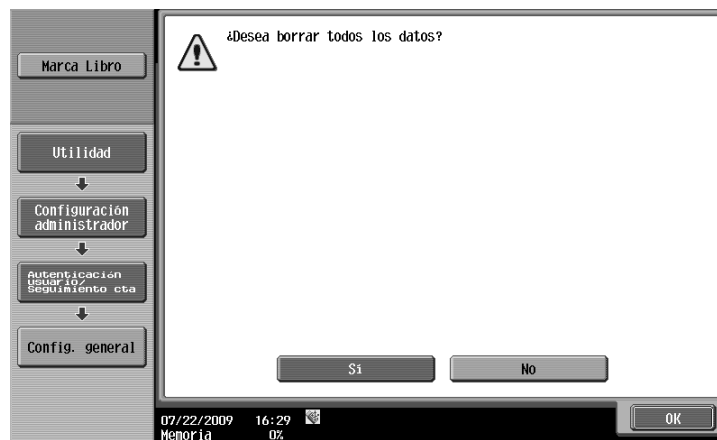 ¿Desea borrar todos los datos?
Marca Libro
Utilidad
Configuración
administrador
Autenticación
usuario/
Seguimiento cta
Config. general
Sí
No
07/22/2009 16:29
Memoria 0%
OK